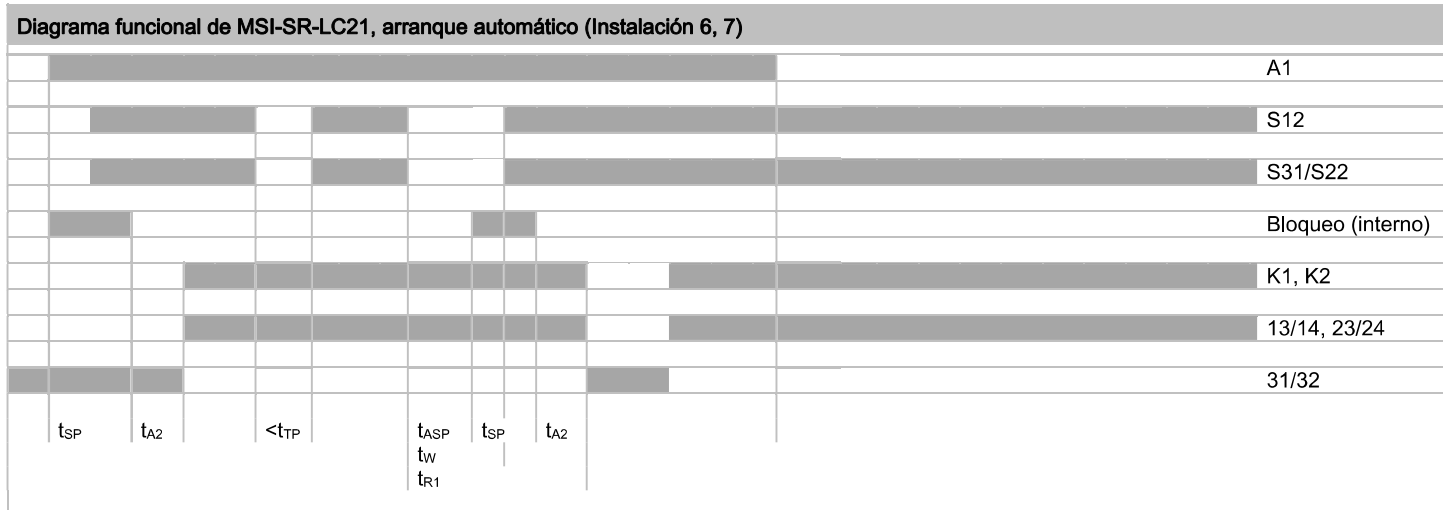 Diagrama funcional de MSI-SR-LC21, arranque automático (Instalación 6, 7)
A1
S12
S31/S22
Bloqueo (interno)
K1, K2
13/14, 23/24
31/32
tSP tA2 <tTP tASP tSP tA2
tW
tR1